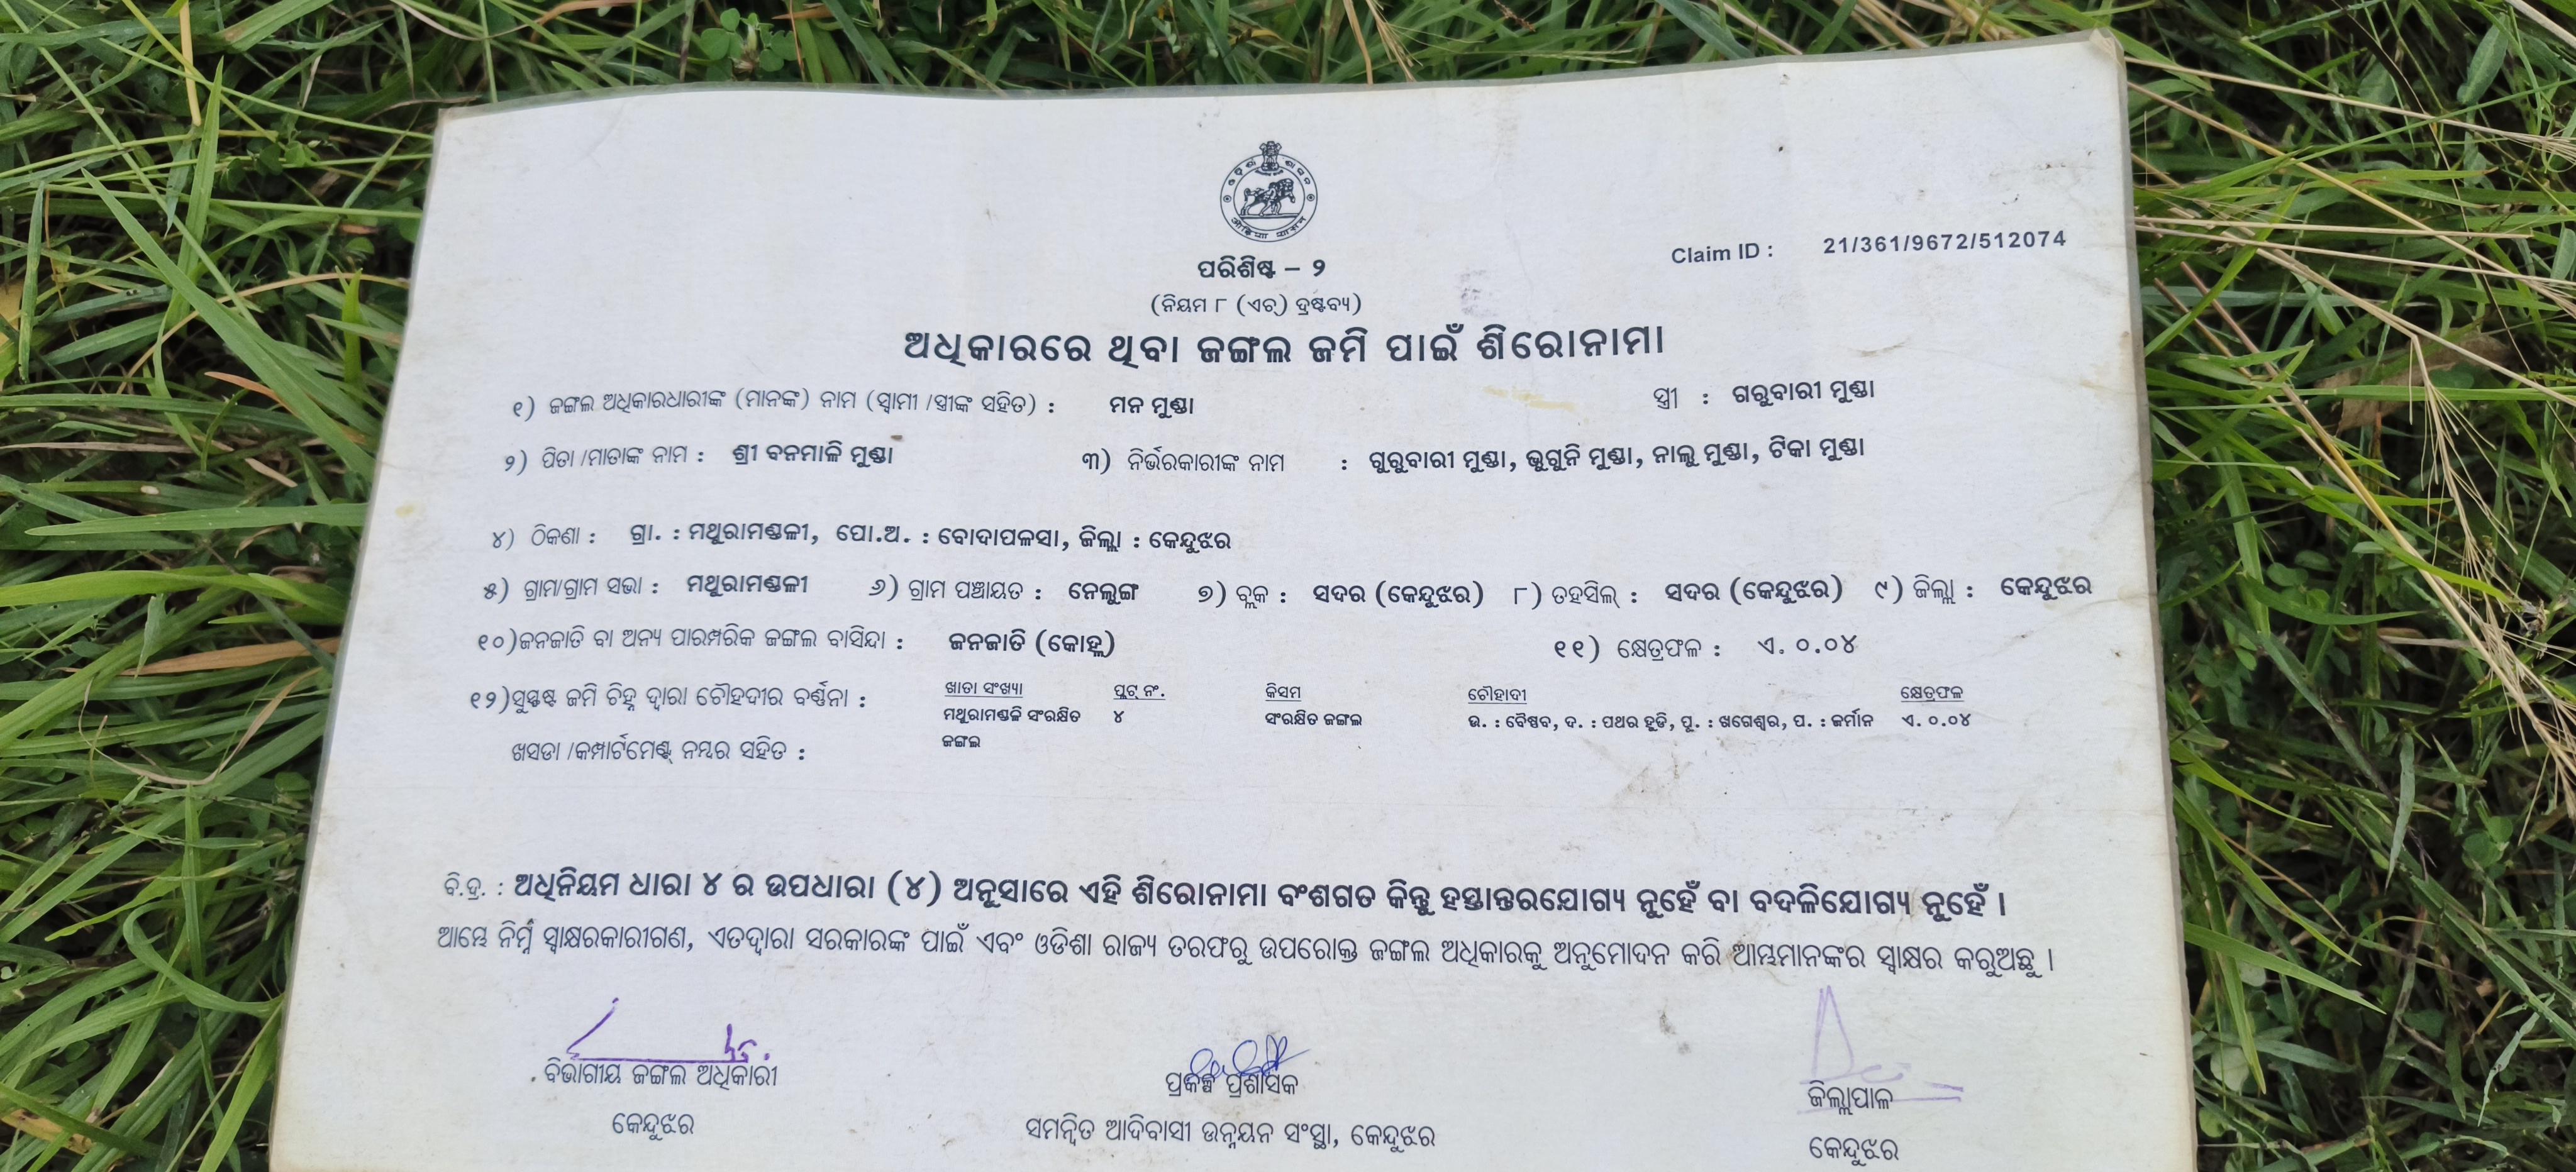 ପରିଶିଷ୍ଟ – ୨
Claim ID : 21/361/9672/512074
(ନିୟମ ୮ (ଏଚ୍) ଦ୍ରଷ୍ଟବ୍ୟ)
ଅଧିକାରରେ ଥିବା ଜଙ୍ଗଲ ଜମି ପାଇଁ ଶିରୋନାମା
୧) ଜଙ୍ଗଲ ଅଧିକାରଧାରୀଙ୍କ (ମାନଙ୍କ) ନାମ (ସ୍ୱାମୀ /ସ୍ତ୍ରୀଙ୍କ ସହିତ) : ମନ ମୁଣ୍ଡା ସ୍ତ୍ରୀ : ଗରୁବାରୀ ମୁଣ୍ଡା
୨) ପିତା /ମାତାଙ୍କ ନାମ : ଶ୍ରୀ ବନମାଳି ମୁଣ୍ଡା ୩) ନିର୍ଭରକାରୀଙ୍କ ନାମ : ଗୁରୁବାରୀ ମୁଣ୍ଡା, ଭୁଗୁନି ମୁଣ୍ଡା, ନାଲୁ ମୁଣ୍ଡା, ଟିକା ମୁଣ୍ଡା
୪) ଠିକଣା : ଗ୍ରା. : ମଥୁରାମଣ୍ଡଳୀ, ପୋ.ଅ. : ବୋଦାପଳସା, ଜିଲ୍ଲା : କେନ୍ଦୁଝର
୫) ଗ୍ରାମ/ଗ୍ରାମ ସଭା : ମଥୁରାମଣ୍ଡଳୀ ୬) ଗ୍ରାମ ପଞ୍ଚାୟତ : ନେଲୁଙ୍ଗ ୭) ବ୍ଲକ : ସଦର (କେନ୍ଦୁଝର) ୮) ତହସିଲ୍ : ସଦର (କେନ୍ଦୁଝର) ୯) ଜିଲ୍ଲା : କେନ୍ଦୁଝର
୧୦)ଜନଜାତି ବା ଅନ୍ୟ ପାରମ୍ପରିକ ଜଙ୍ଗଲ ବାସିନ୍ଦା : ଜନଜାତି (କୋହ୍ଲ) ୧୧) କ୍ଷେତ୍ରଫଳ : ଏ. ୦.୦୪
୧୨)ସୁସ୍ପଷ୍ଟ ଜମି ଚିହ୍ନ ଦ୍ୱାରା ଚୌହଦୀର ବର୍ଣ୍ଣନା : ଖାତା ସଂଖ୍ୟା ପ୍ଲଟ୍ ନଂ. କିସମ ଚୌହାଦୀ କ୍ଷେତ୍ରଫଳ
ମଥୁରାମଣ୍ଡଳି ସଂରକ୍ଷିତ ୪ ସଂରକ୍ଷିତ ଜଙ୍ଗଲ ଉ. : ବୈଷ୍ଣବ, ଦ. : ପଥର ହୁଡି, ପୂ. : ଖଗେଶ୍ୱର, ପ. : ଜର୍ମାନ ଏ. ୦.୦୪
ଜଙ୍ଗଲ
ଖସଡା /କମ୍ପାର୍ଟମେଣ୍ଟ୍ ନମ୍ବର ସହିତ :
ବି.ଦ୍ର. : ଅଧିନିୟମ ଧାରା ୪ ର ଉପଧାରା (୪) ଅନୁସାରେ ଏହି ଶିରୋନାମା ବଂଶଗତ କିନ୍ତୁ ହସ୍ତାନ୍ତରଯୋଗ୍ୟ ନୁହେଁ ବା ବଦଳିଯୋଗ୍ୟ ନୁହେଁ ।
ଆମ୍ଭେ ନିମ୍ନ ସ୍ୱାକ୍ଷରକାରୀଗଣ, ଏତଦ୍ୱାରା ସରକାରଙ୍କ ପାଇଁ ଏବଂ ଓଡିଶା ରାଜ୍ୟ ତରଫରୁ ଉପରୋକ୍ତ ଜଙ୍ଗଲ ଅଧିକାରକୁ ଅନୁମୋଦନ କରି ଆମ୍ଭମାନଙ୍କର ସ୍ୱାକ୍ଷର କରୁଅଛୁ ।
ବିଭାଗୀୟ ଜଙ୍ଗଲ ଅଧିକାରୀ ପ୍ରକଳ୍ପ ପ୍ରଶାସକ ଜିଲ୍ଲାପାଳ
କେନ୍ଦୁଝର ସମନ୍ୱିତ ଆଦିବାସୀ ଉନ୍ନୟନ ସଂସ୍ଥା, କେନ୍ଦୁଝର କେନ୍ଦୁଝର